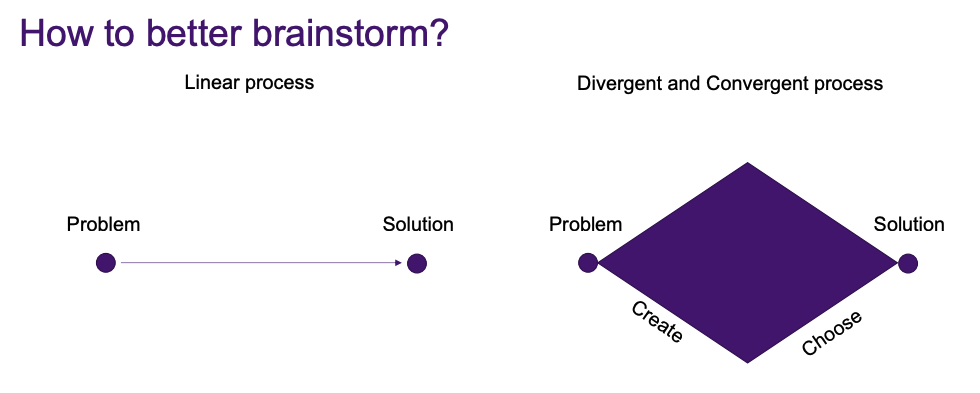 How to better brainstorm?
Linear process
Divergent and Convergent process
Problem
Solution
Problem
Solution
Create
Choose